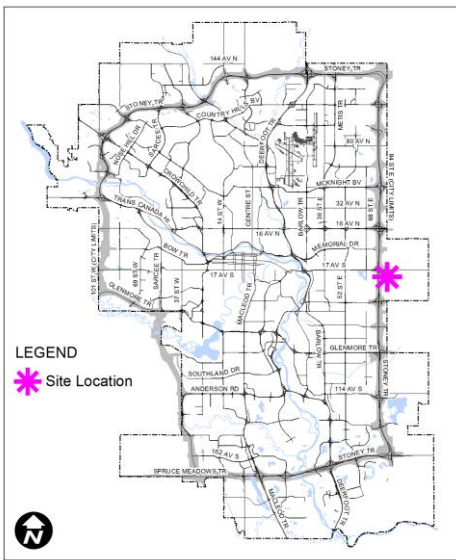 144 AV N
STONEY TR
STONEY TR
COUNTRY HILLS BV
METIS TR
NOSE HILL DR
SARCEE TR
DEERFOOT TR
80 AV N
CROWCHILD TR
MCKNIGHT BV
84 ST E (CITY LIMITS)
TRANS CANADA HI
14 ST W
CENTRE ST
BARLOW TR
36 ST E
32 AV N
68 ST E
16 AV N
16 AV N
MEMORIAL DR
BOW TR
17 AV S
17 AV S
101 ST W (CITY LIMITS)
69 ST W
SARCEE TR
37 ST W
52 ST E
GLENMORE TR
MACLEOD TR
BARLOW TR
GLENMORE TR
LEGEND
Site Location
SOUTHLAND DR
STONEY TR
ANDERSON RD
114 AV S
162 AV S
STONEY TR
SPRUCE MEADOWS TR
MACLEOD TR
DEERFOOT TR
N